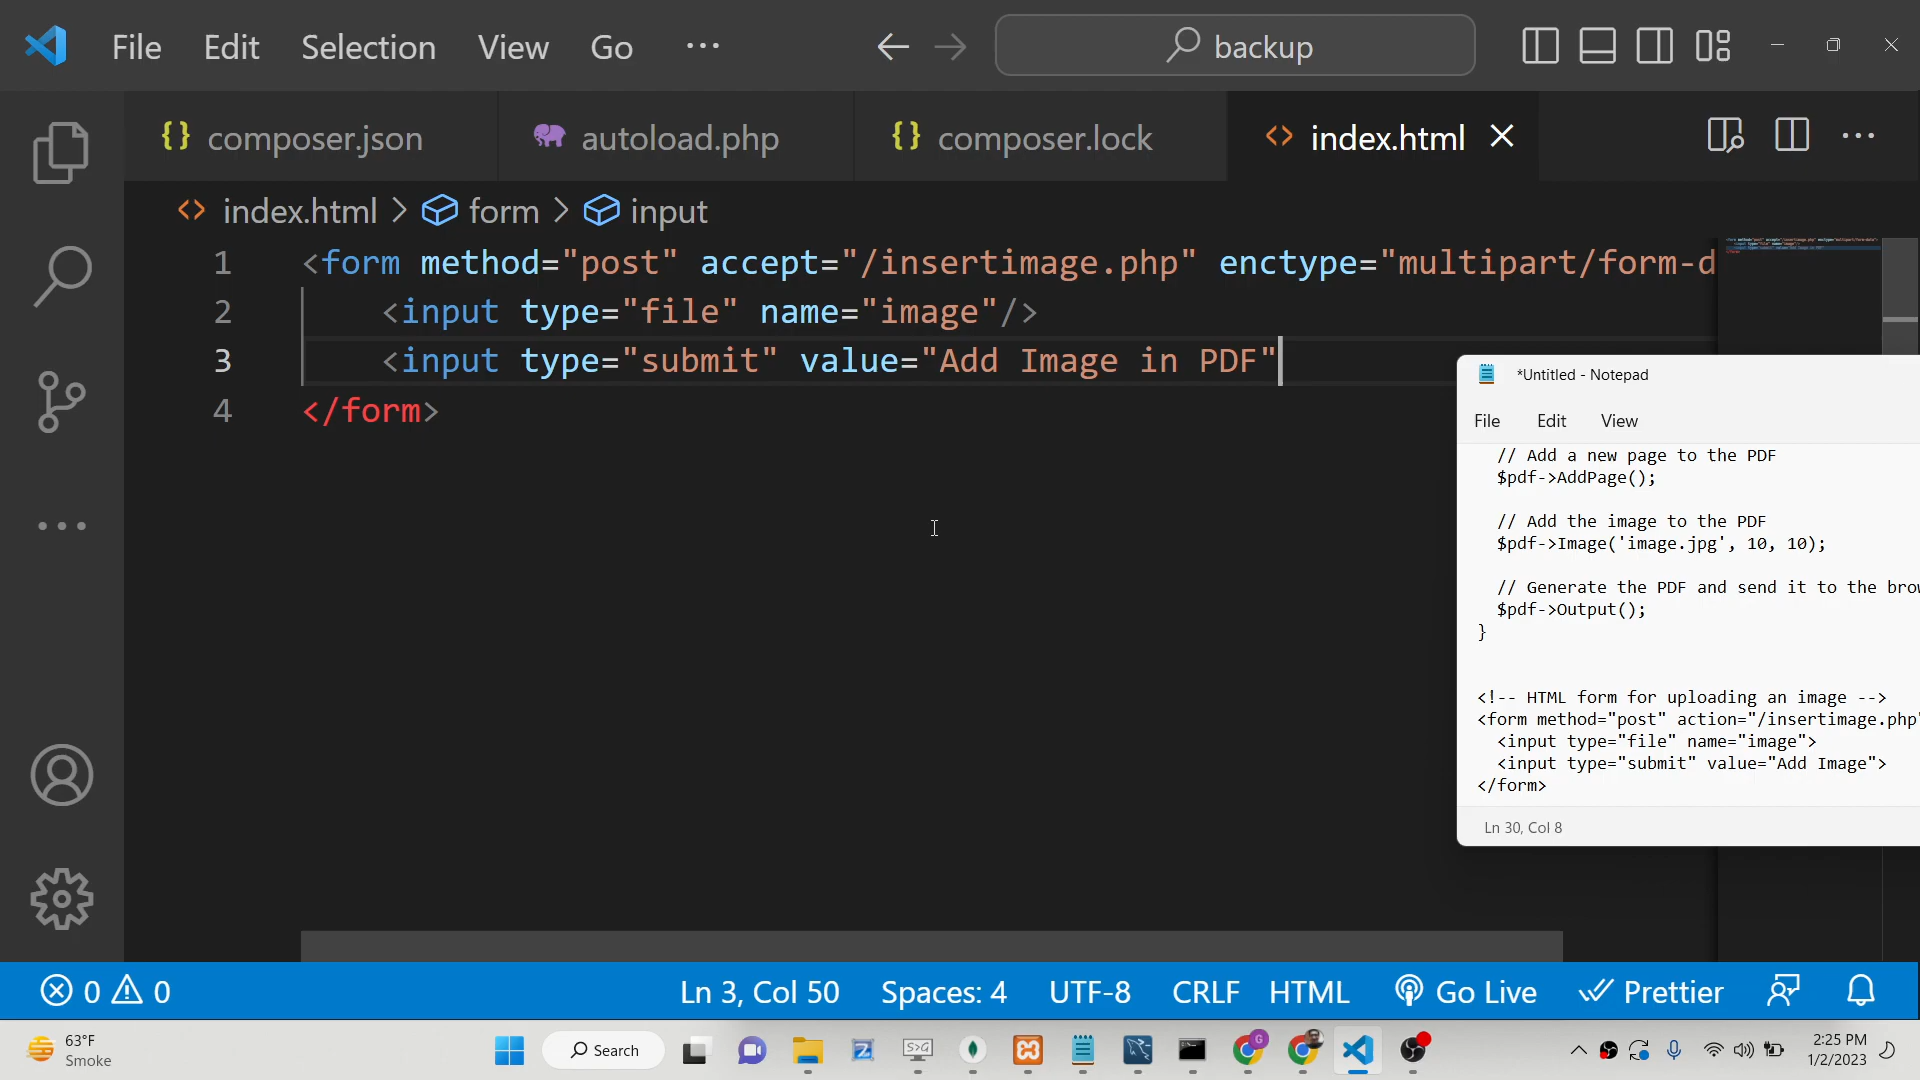 File Edit Selection View Go ··· backup
composer.json autoload.php composer.lock index.html
index.html > form > input
1 <form method="post" accept="/insertimage.php" enctype="multipart/form-d
2 <input type="file" name="image"/>
3 <input type="submit" value="Add Image in PDF"
4 </form>
*Untitled - Notepad
File Edit View
// Add a new page to the PDF
$pdf->AddPage();
// Add the image to the PDF
$pdf->Image('image.jpg', 10, 10);
// Generate the PDF and send it to the brow
$pdf->Output();
}
<!-- HTML form for uploading an image -->
<form method="post" action="/insertimage.php"
<input type="file" name="image">
<input type="submit" value="Add Image">
</form>
Ln 30, Col 8
0 0 Ln 3, Col 50 Spaces: 4 UTF-8 CRLF HTML Go Live Prettier
63°F
Smoke
Search
2:25 PM
1/2/2023